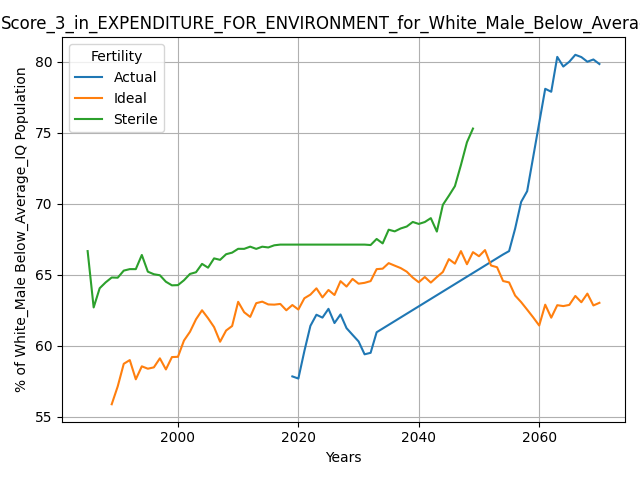 Score_3_in_EXPENDITURE_FOR_ENVIRONMENT_for_White_Male_Below_Avera
Fertility
Actual
Ideal
Sterile
% of White_Male Below_Average_IQ Population
80
75
70
65
60
55
2000
2020
2040
2060
Years